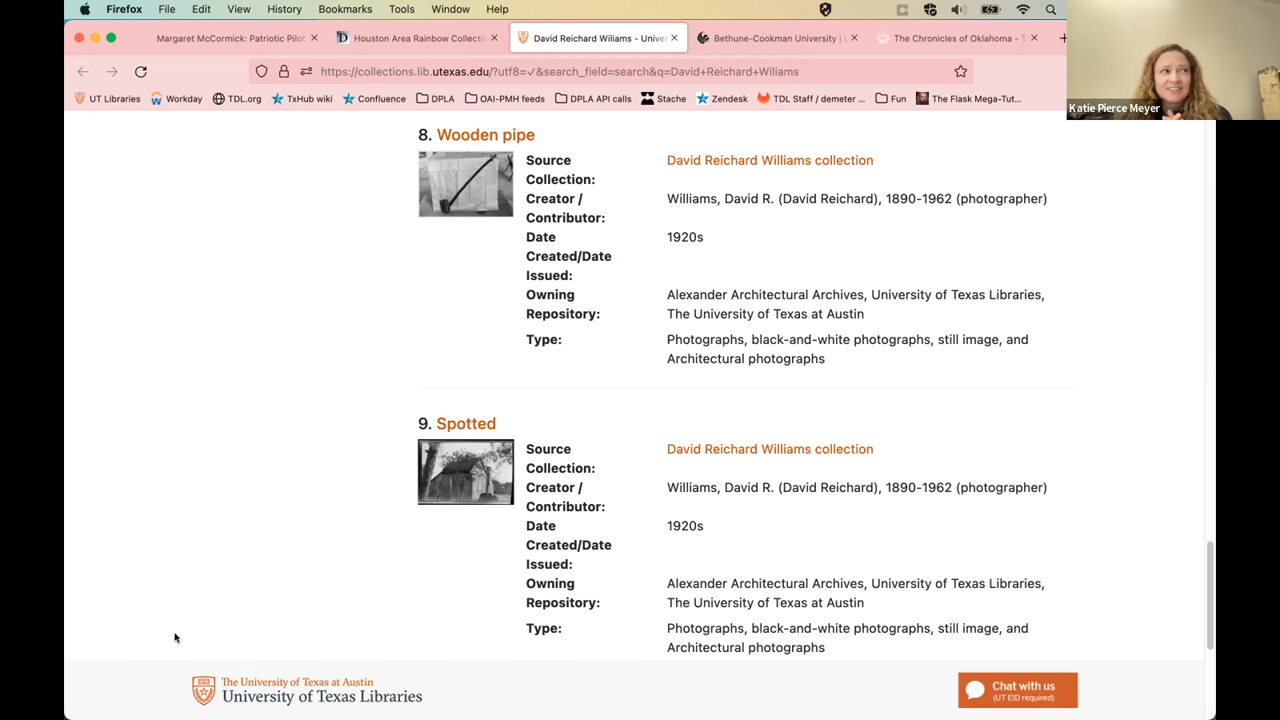 Firefox File Edit View History Bookmarks Tools Window Help
Margaret McCormick: Patriotic Pilot
Houston Area Rainbow Collectiv
David Reichard Wiliams - Univer
Bethune-Cookman University | U
The Chronicles of Oklahoma - T
https://collections.lib.utexas.edu/?utf8=✓&search_field=search&q=David+Reichard+Wiliams
UT Libraries Workday TDL.org TxHub wiki Confluence DPLA OAI-PMH feeds DPLA API calls Stache Zendesk TDL Staff / demeter ... Fun The Flask Mega-Tut...
Katie Pierce Meyer
8. Wooden pipe
Source Collection: David Reichard Williams collection
Creator / Contributor: Williams, David R. (David Reichard), 1890-1962 (photographer)
Date Created/Date Issued: 1920s
Owning Repository: Alexander Architectural Archives, University of Texas Libraries,
The University of Texas at Austin
Type: Photographs, black-and-white photographs, still image, and
Architectural photographs
9. Spotted
Source Collection: David Reichard Williams collection
Creator / Contributor: Williams, David R. (David Reichard), 1890-1962 (photographer)
Date Created/Date Issued: 1920s
Owning Repository: Alexander Architectural Archives, University of Texas Libraries,
The University of Texas at Austin
Type: Photographs, black-and-white photographs, still image, and
Architectural photographs
The University of Texas at Austin
University of Texas Libraries
Chat with us
(UT EID required)